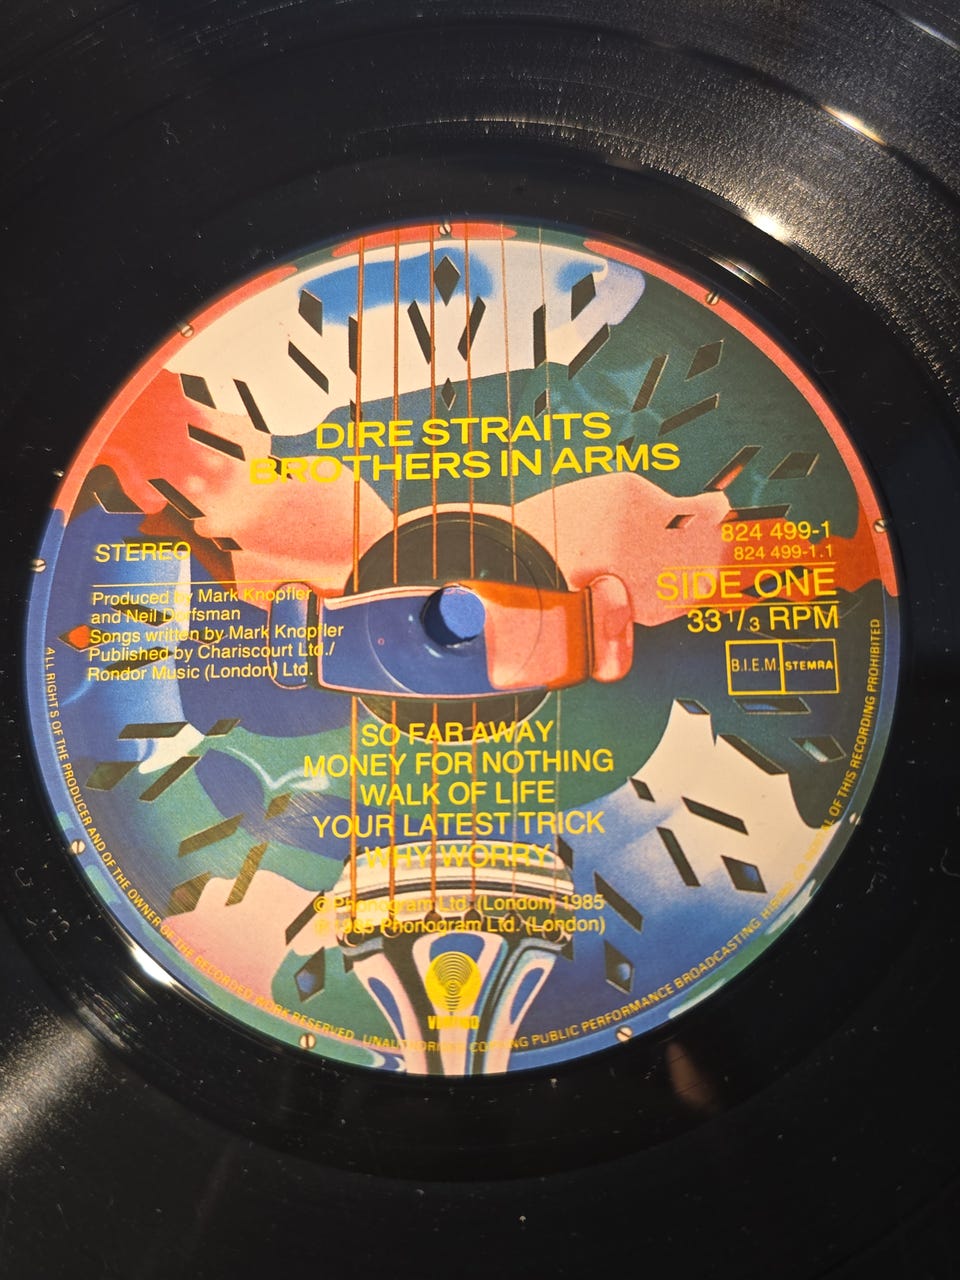 DIRE STRAITS
BROTHERS IN ARMS
STEREO
Produced by Mark Knopfler
and Neil Dorfsman
Songs written by Mark Knopfler
Published by Chariscourt Ltd./
Rondor Music (London) Ltd.
824 499-1
824 499-1.1
SIDE ONE
33 1/3 RPM
B.I.E.M. STEMRA
SO FAR AWAY
MONEY FOR NOTHING
WALK OF LIFE
YOUR LATEST TRICK
WHY WORRY
© Phonogram Ltd. (London) 1985
℗ 1985 Phonogram Ltd. (London)
VERTIGO
ALL RIGHTS OF THE PRODUCER AND OF THE OWNER OF THE RECORDED WORK RESERVED. UNAUTHORISED COPYING PUBLIC PERFORMANCE BROADCASTING HIRING OR RENTAL OF THIS RECORDING PROHIBITED